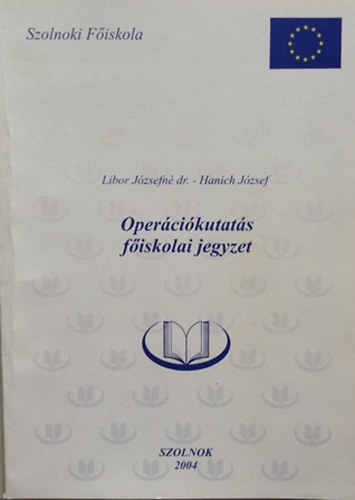 Szolnoki Főiskola
Libor Józsefné dr. - Hanich József
Operációkutatás
főiskolai jegyzet
SZOLNOK
2004